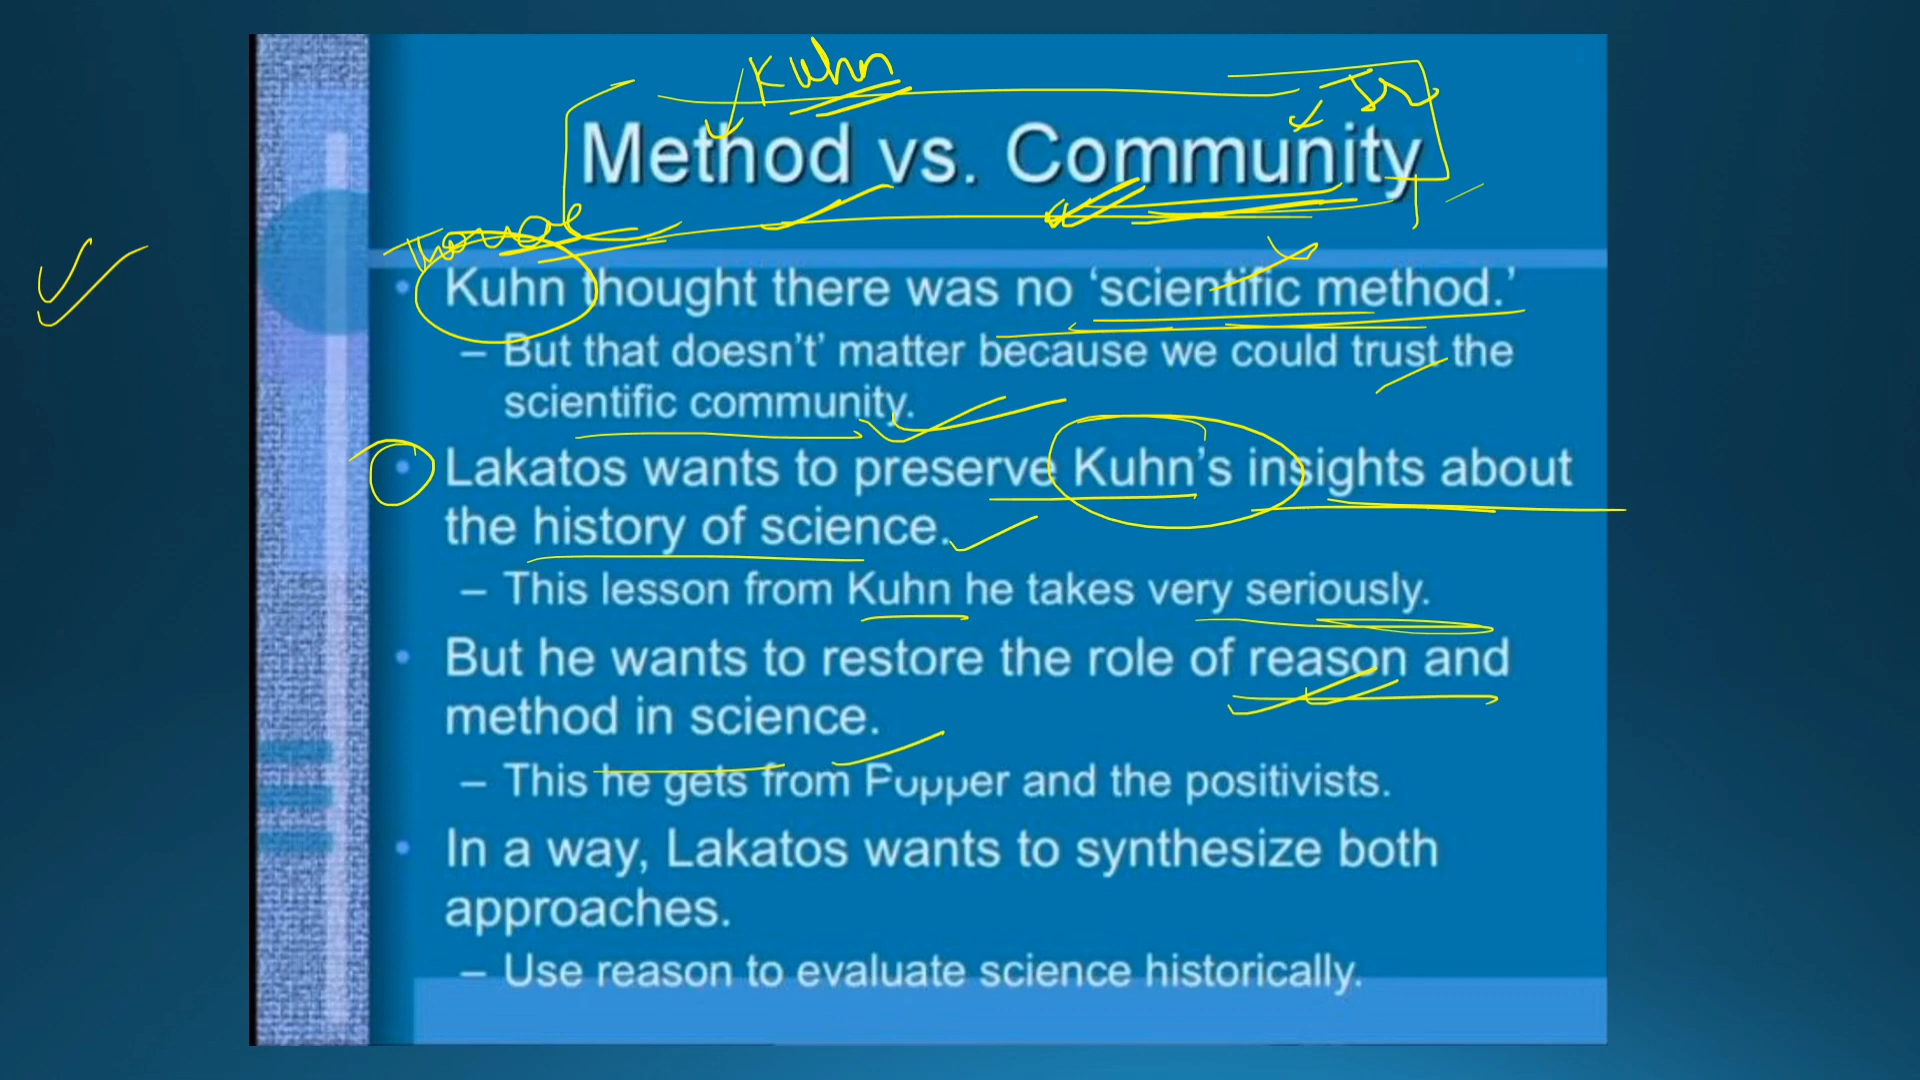 Kuhn
Method vs. Community
Thomas
• Kuhn thought there was no ‘scientific method.’
– But that doesn’t’ matter because we could trust the
scientific community.
• Lakatos wants to preserve Kuhn’s insights about
the history of science.
– This lesson from Kuhn he takes very seriously.
• But he wants to restore the role of reason and
method in science.
– This he gets from Popper and the positivists.
• In a way, Lakatos wants to synthesize both
approaches.
– Use reason to evaluate science historically.